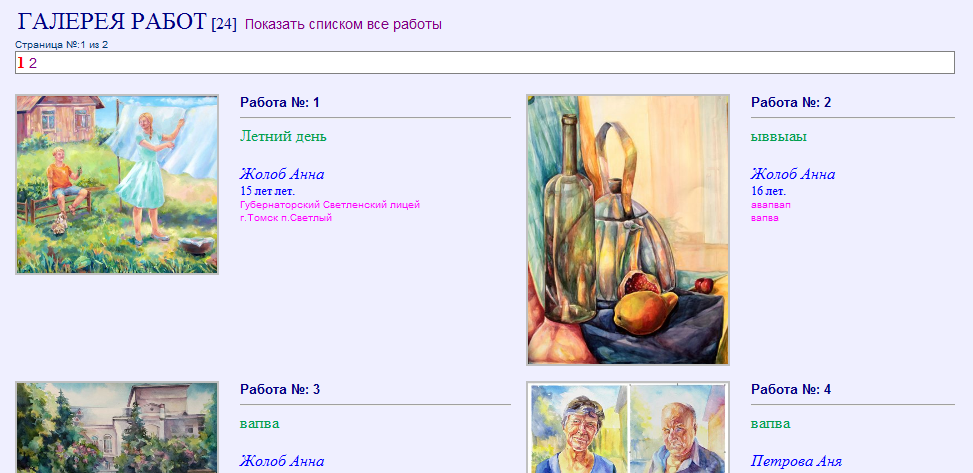 ГАЛЕРЕЯ РАБОТ [24] Показать списком все работы
Страница №:1 из 2
1 2
Работа №: 1
Летний день
Жолоб Анна
15 лет лет.
Губернаторский Светленский лицей
г.Томск п.Светлый
Работа №: 2
ыввыаы
Жолоб Анна
16 лет.
авапвап
вапва
Работа №: 3
вапва
Жолоб Анна
Работа №: 4
вапва
Петрова Аня